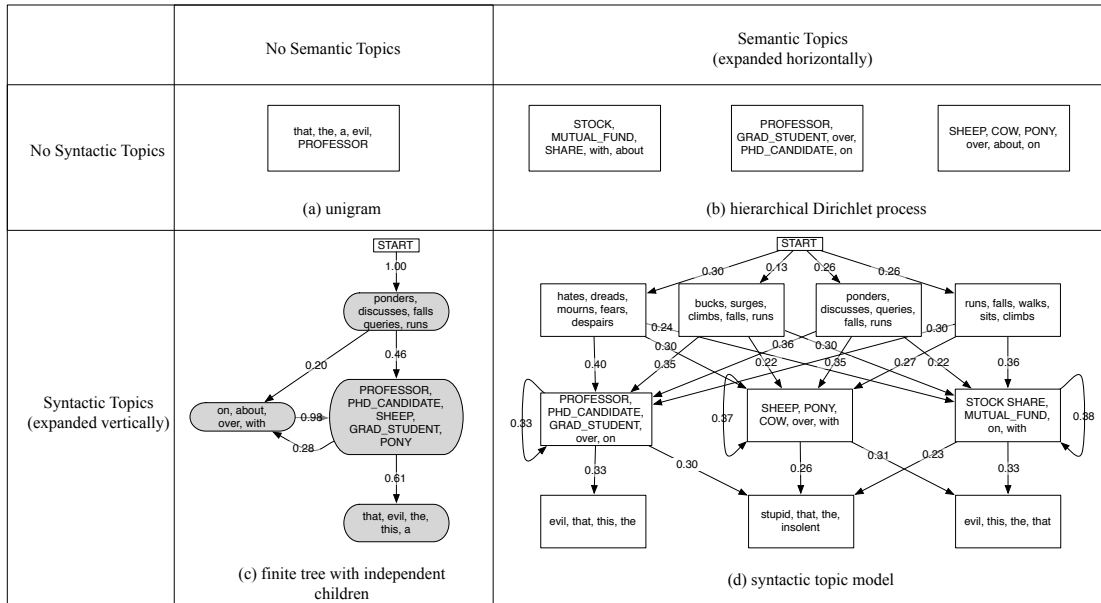 No Semantic Topics
Semantic Topics
(expanded horizontally)
No Syntactic Topics
that, the, a, evil,
PROFESSOR
(a) unigram
STOCK,
MUTUAL_FUND,
SHARE, with, about
PROFESSOR,
GRAD_STUDENT, over,
PHD_CANDIDATE, on
SHEEP, COW, PONY,
over, about, on
(b) hierarchical Dirichlet process
Syntactic Topics
(expanded vertically)
START
1.00
ponders,
discusses, falls
queries, runs
0.20
0.46
on, about,
over, with
0.98
0.28
PROFESSOR,
PHD_CANDIDATE,
SHEEP,
GRAD_STUDENT,
PONY
0.61
that, evil, the,
this, a
(c) finite tree with independent
children
START
0.30
0.13
0.26
0.26
hates, dreads,
mourns, fears,
despairs
bucks, surges,
climbs, falls, runs
ponders,
discusses, queries,
falls, runs
runs, falls, walks,
sits, climbs
0.24
0.30
0.40
0.30
0.35
0.36
0.22
0.30
0.35
0.27
0.22
0.36
PROFESSOR,
PHD_CANDIDATE,
GRAD_STUDENT,
over, on
SHEEP, PONY,
COW, over, with
STOCK SHARE,
MUTUAL_FUND,
on, with
0.33
0.37
0.38
0.33
0.30
0.26
0.31
0.23
0.33
evil, that, this, the
stupid, that, the,
insolent
evil, this, the, that
(d) syntactic topic model